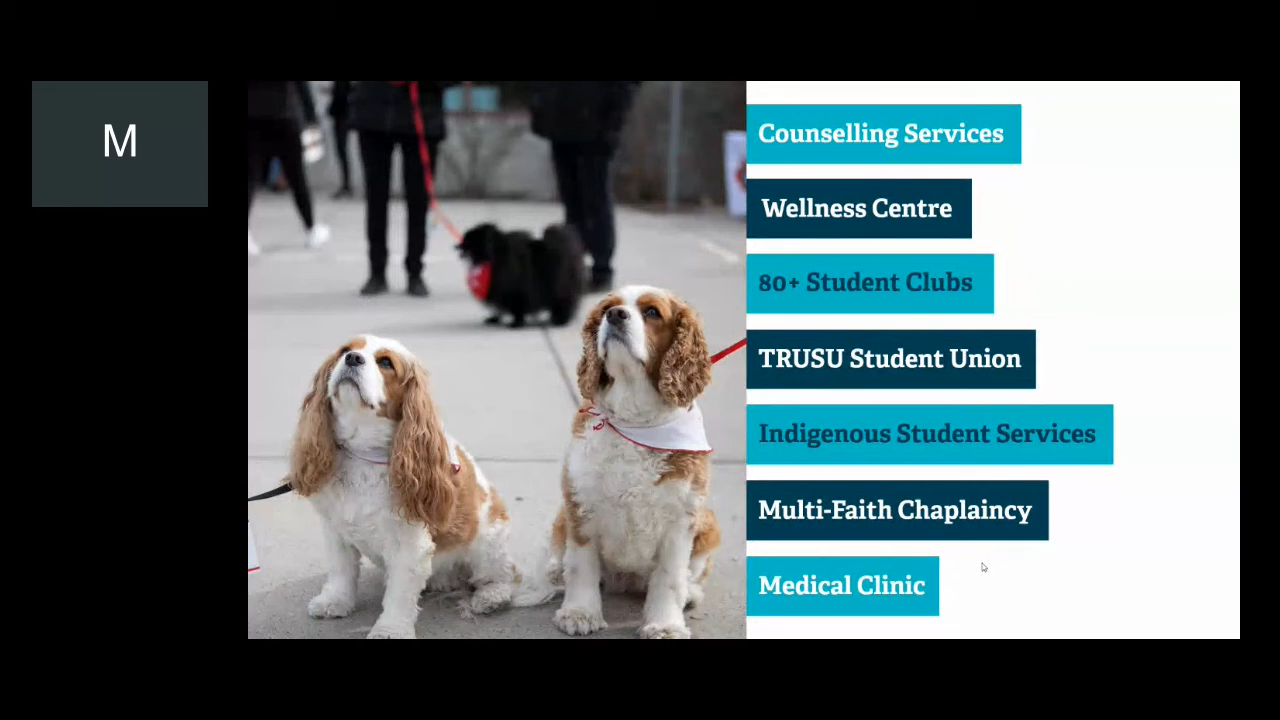 M
Counselling Services
Wellness Centre
80+ Student Clubs
TRUSU Student Union
Indigenous Student Services
Multi-Faith Chaplaincy
Medical Clinic